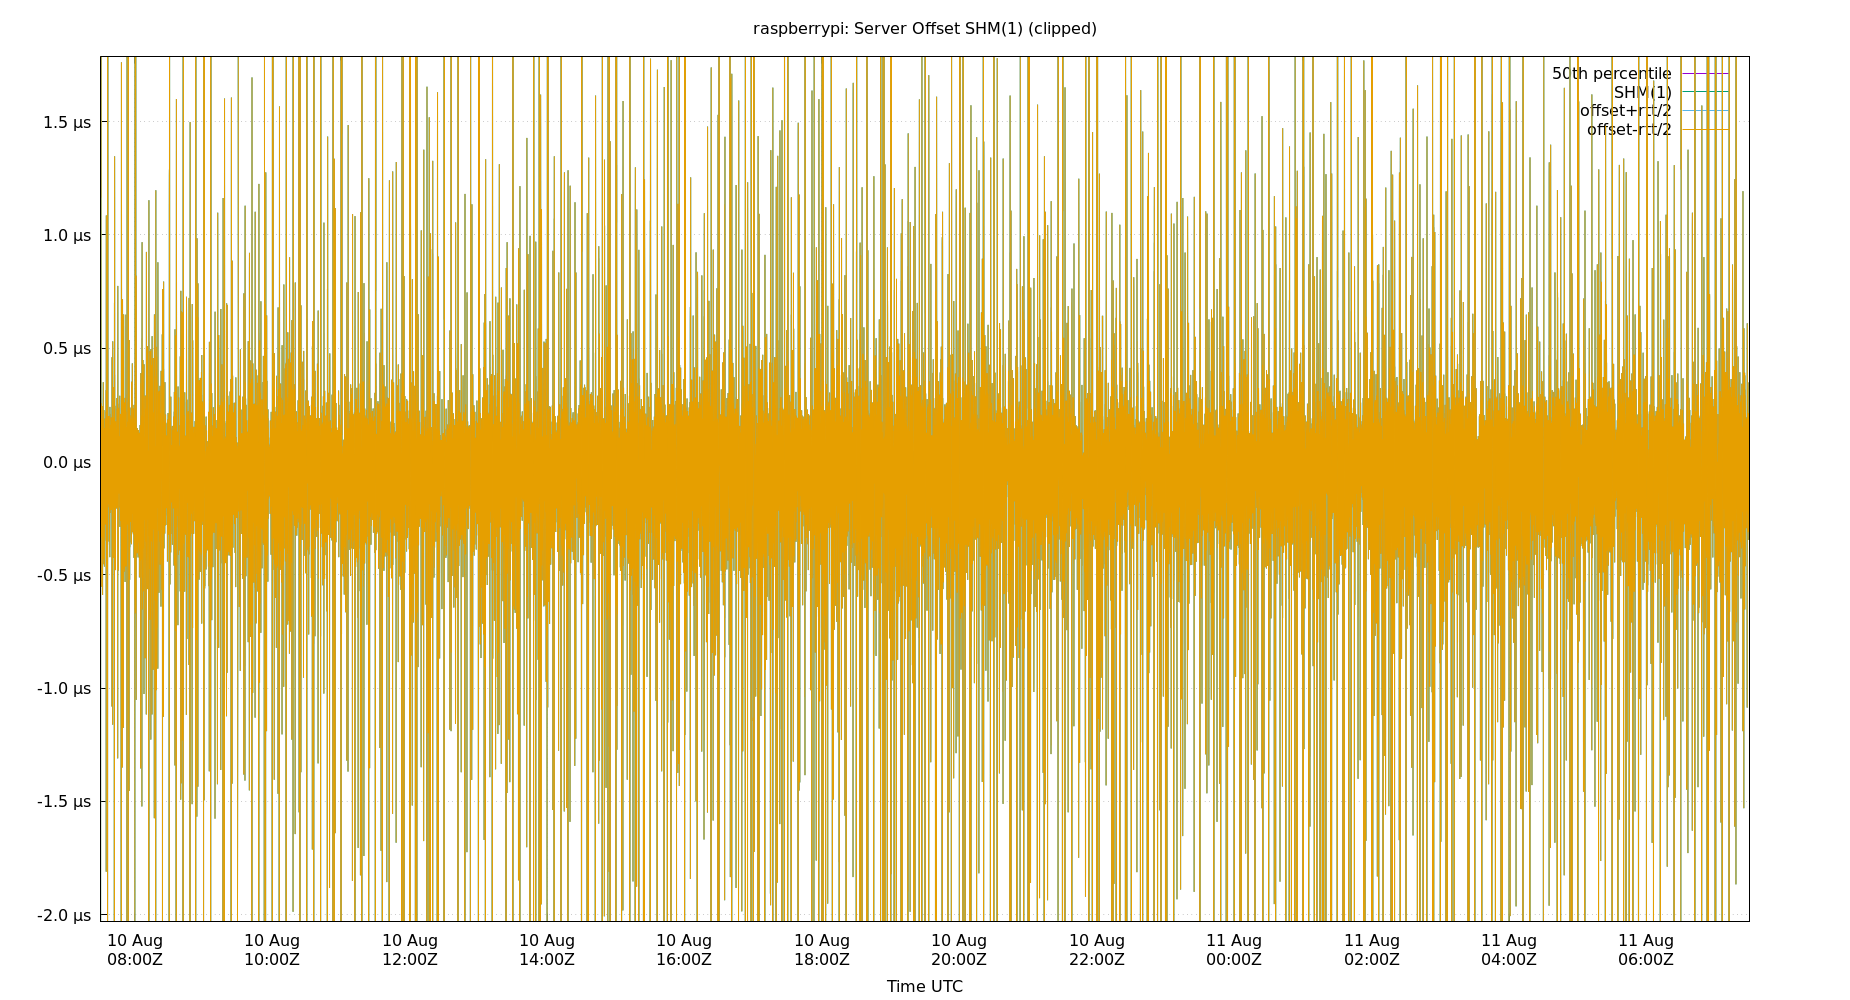 raspberrypi: Server Offset SHM(1) (clipped)
50th percentile
SHM(1)
offset+rtt/2
offset-rtt/2
1.5 µs
1.0 µs
0.5 µs
0.0 µs
-0.5 µs
-1.0 µs
-1.5 µs
-2.0 µs
10 Aug 10 Aug 10 Aug 10 Aug 10 Aug 10 Aug 10 Aug 10 Aug 11 Aug 11 Aug 11 Aug 11 Aug
08:00Z 10:00Z 12:00Z 14:00Z 16:00Z 18:00Z 20:00Z 22:00Z 00:00Z 02:00Z 04:00Z 06:00Z
Time UTC